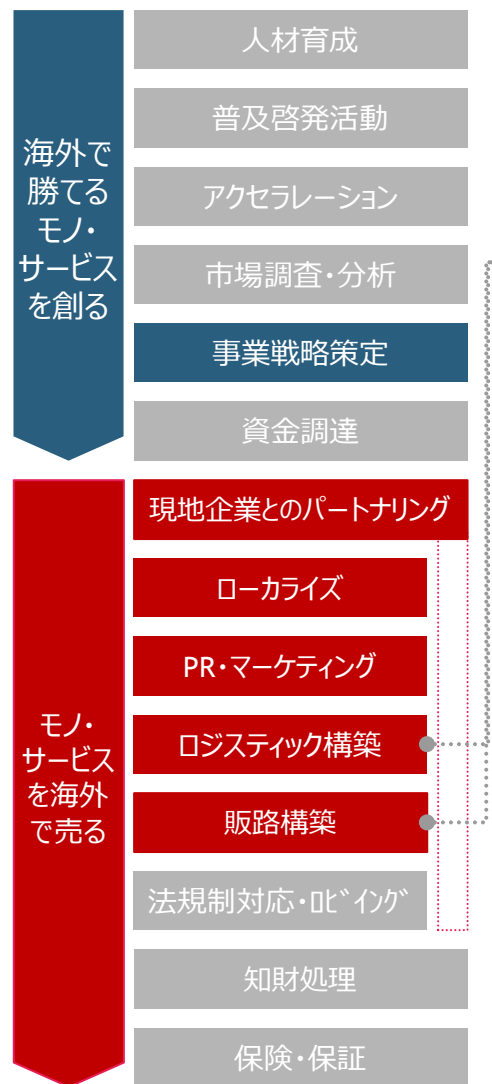 海外で
勝てる
モノ・
サービス
を創る
人材育成
普及啓発活動
アクセラレーション
市場調査・分析
事業戦略策定
資金調達
モノ・
サービス
を海外
で売る
現地企業とのパートナリング
ローカライズ
PR・マーケティング
ロジスティック構築
販路構築
法規制対応・ﾛﾋﾞｲﾝｸﾞ
知財処理
保険・保証